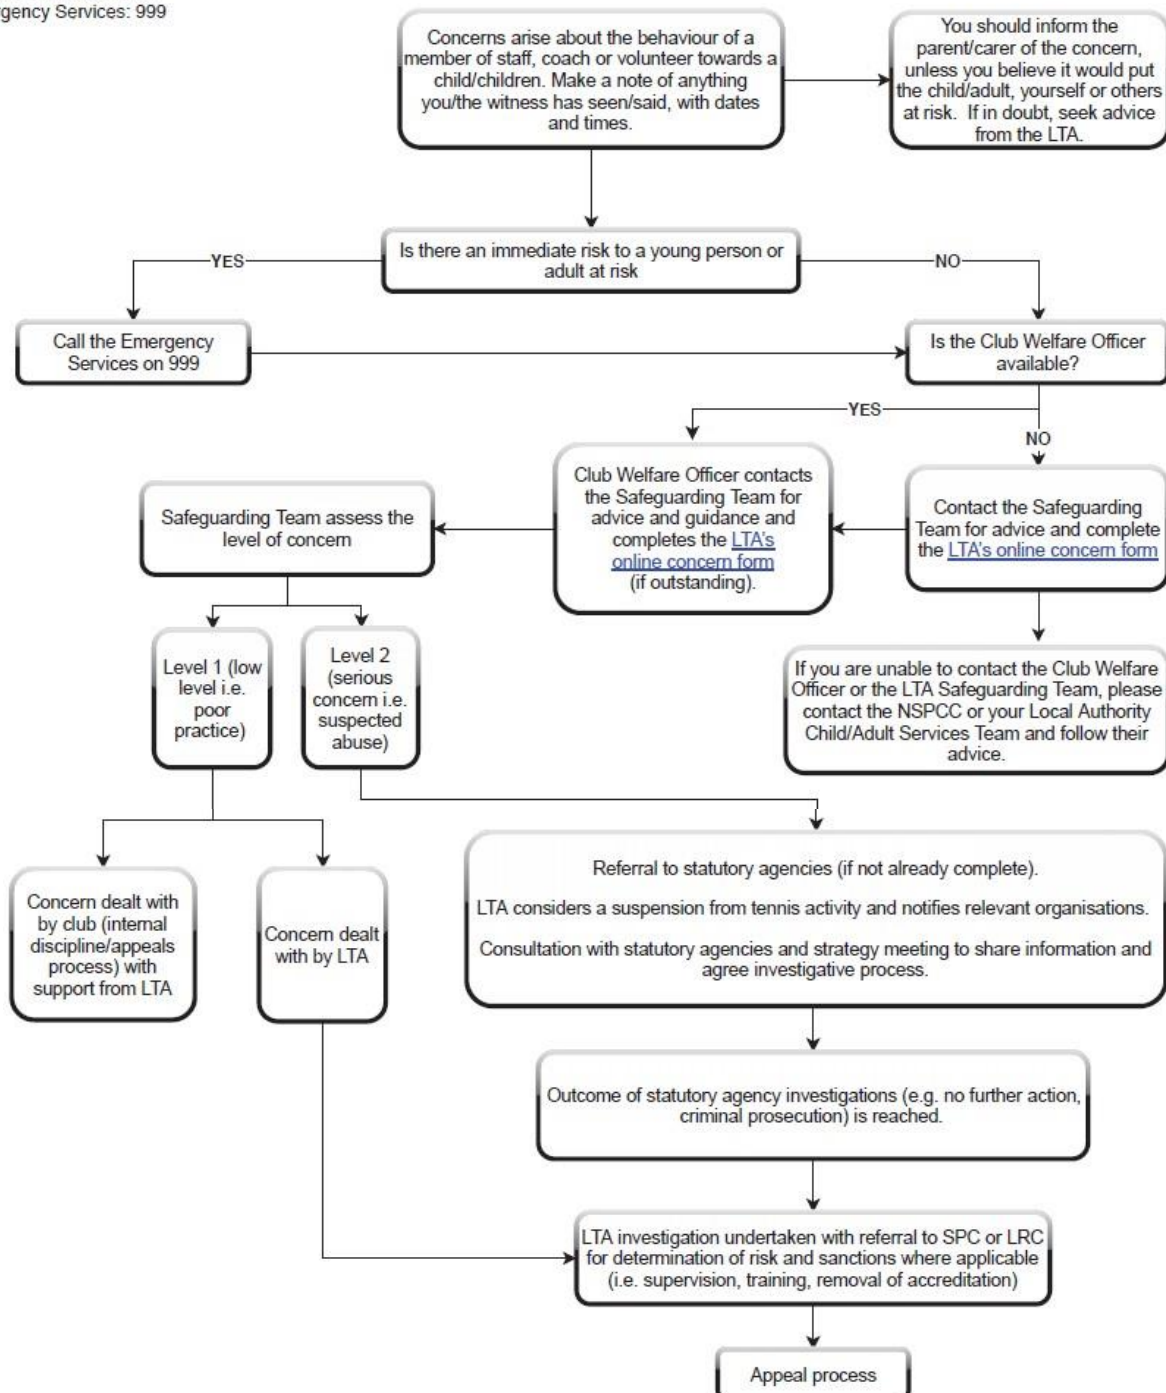 Services: 999
Concerns arise about the behaviour of a
member of staff, coach or volunteer towards a
child/children. Make a note of anything
you/the witness has seen/said, with dates
and times.
You should inform the
parent/carer of the concern,
unless you believe it would put
the child/adult, yourself or others
at risk. If in doubt, seek advice
from the LTA.
Is there an immediate risk to a young person or
adult at risk
YES
NO
Call the Emergency
Services on 999
Is the Club Welfare Officer
available?
YES
NO
Club Welfare Officer contacts
the Safeguarding Team for
advice and guidance and
completes the LTA's
online concern form
(if outstanding).
Contact the Safeguarding
Team for advice and complete
the LTA's online concern form
Safeguarding Team assess the
level of concern
Level 1 (low
level i.e.
poor
practice)
Level 2
(serious
concern i.e.
suspected
abuse)
If you are unable to contact the Club Welfare
Officer or the LTA Safeguarding Team, please
contact the NSPCC or your Local Authority
Child/Adult Services Team and follow their
advice.
Concern dealt with
by club (internal
discipline/appeals
process) with
support from LTA
Concern dealt
with by LTA
Referral to statutory agencies (if not already complete).
LTA considers a suspension from tennis activity and notifies relevant organisations.
Consultation with statutory agencies and strategy meeting to share information and
agree investigative process.
Outcome of statutory agency investigations (e.g. no further action,
criminal prosecution) is reached.
LTA investigation undertaken with referral to SPC or LRC
for determination of risk and sanctions where applicable
(i.e. supervision, training, removal of accreditation)
Appeal process